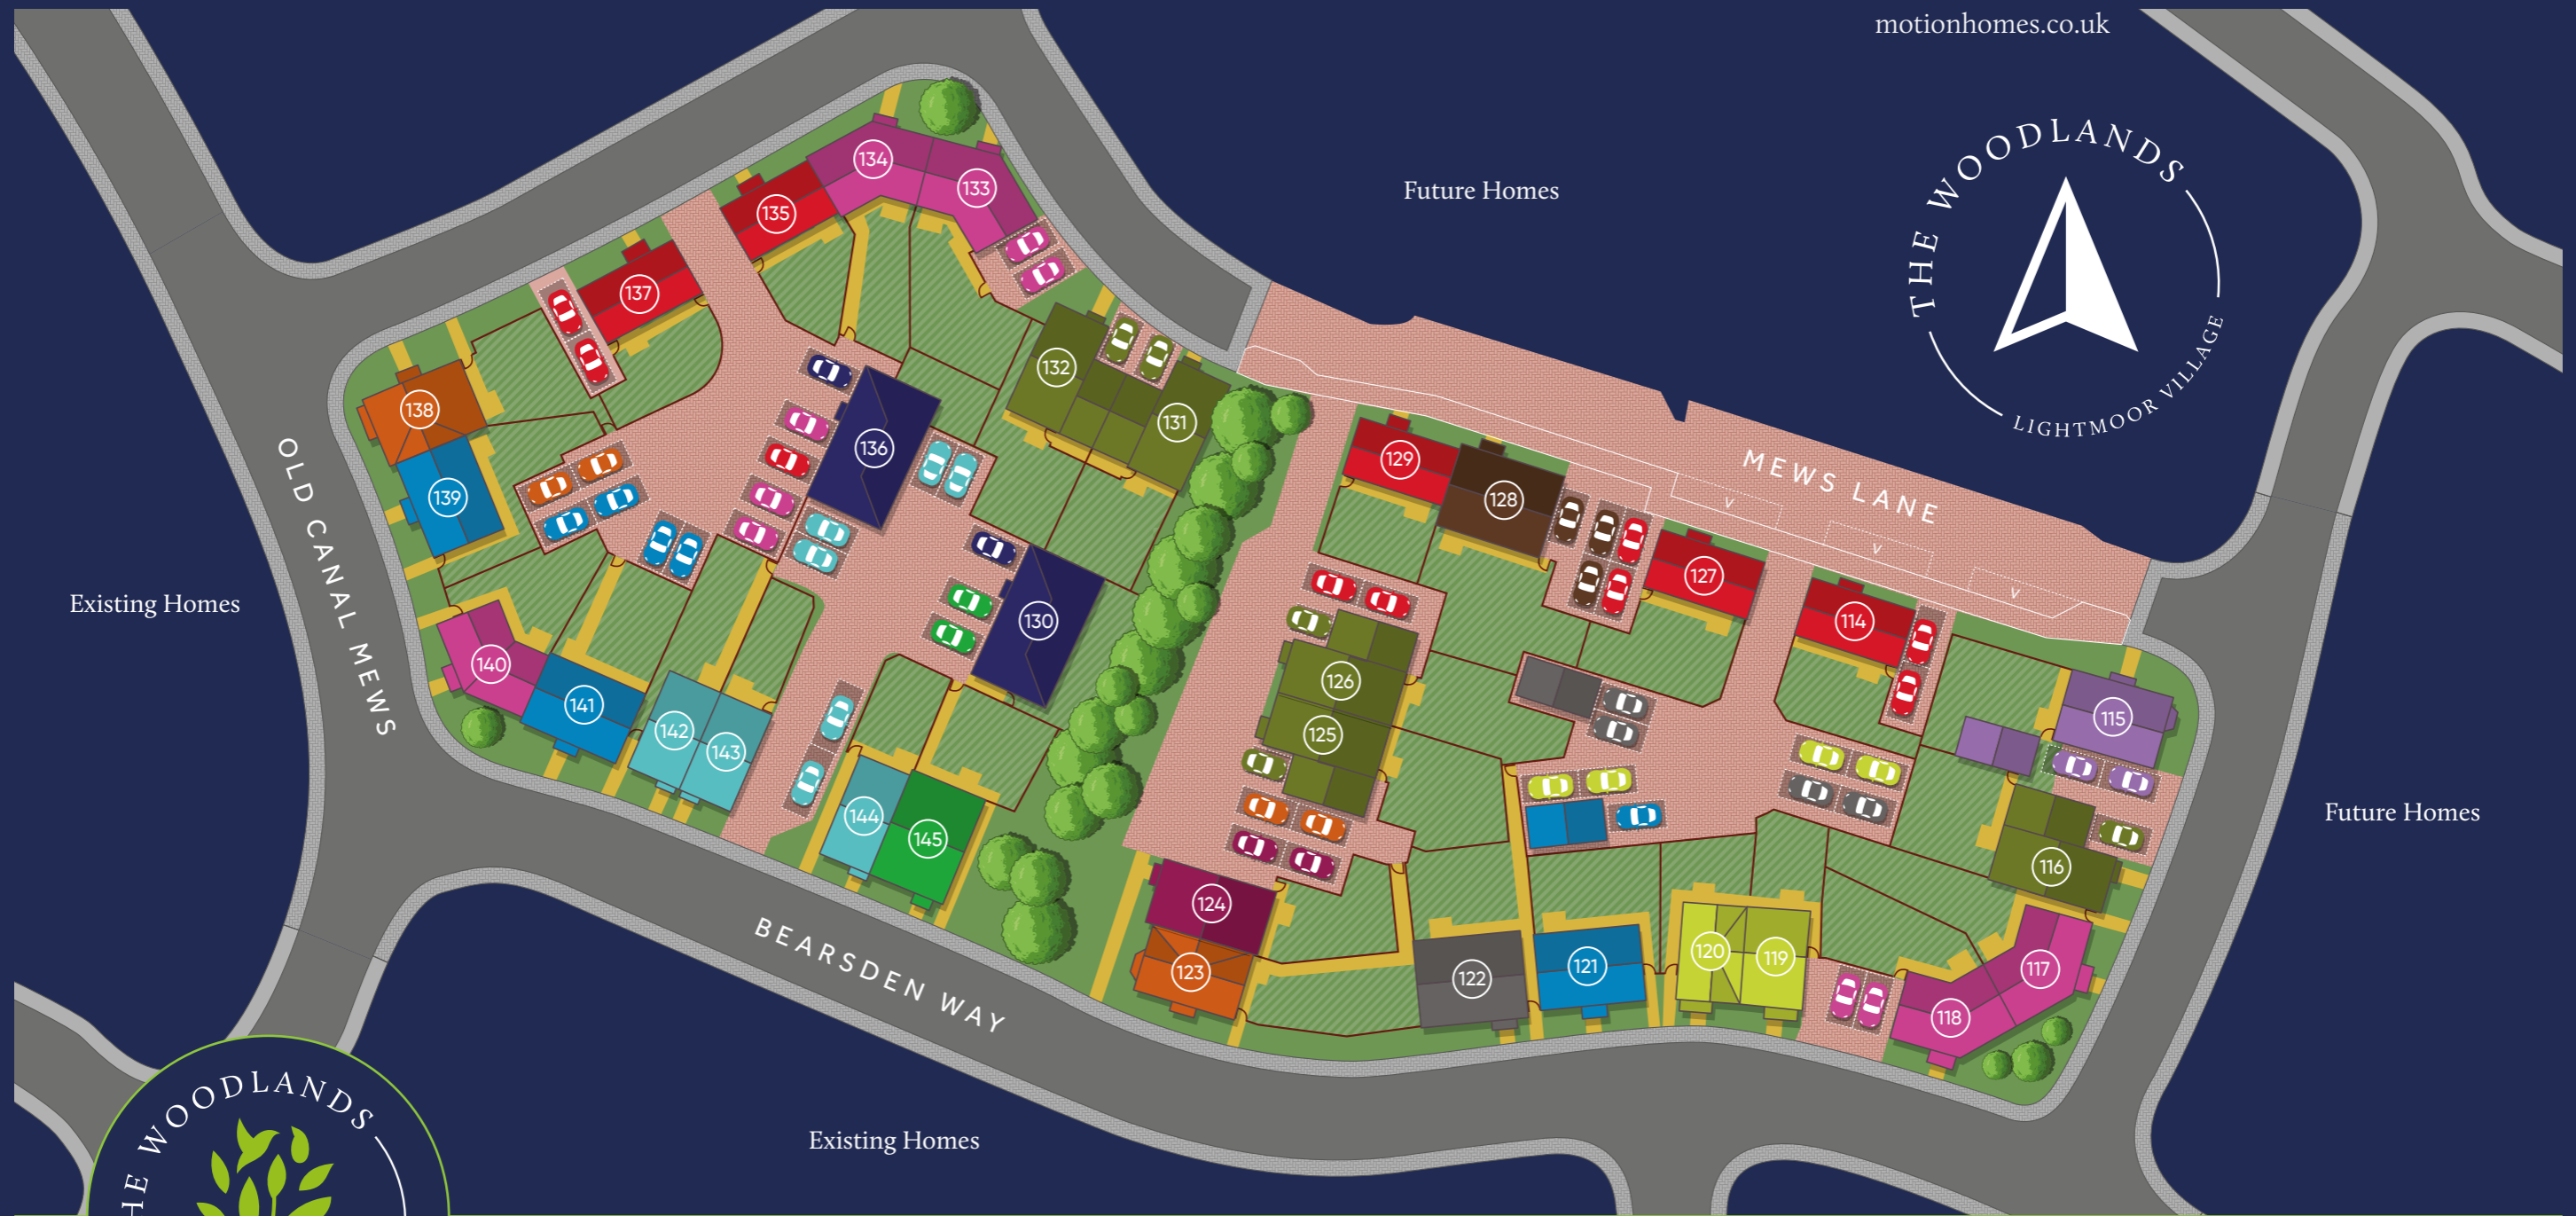 motionhomes.co.uk
THE WOODLANDS
LIGHTMOOR VILLAGE
Future Homes
134
133
135
137
132
131
138
136
139
129
128
MEWS LANE
V
V
V
127
114
130
126
125
115
OLD CANAL MEWS
Existing Homes
140
141
142
143
144
145
Future Homes
116
124
123
122
121
120
119
117
118
BEARSDEN WAY
Existing Homes
HE WOODLANDS